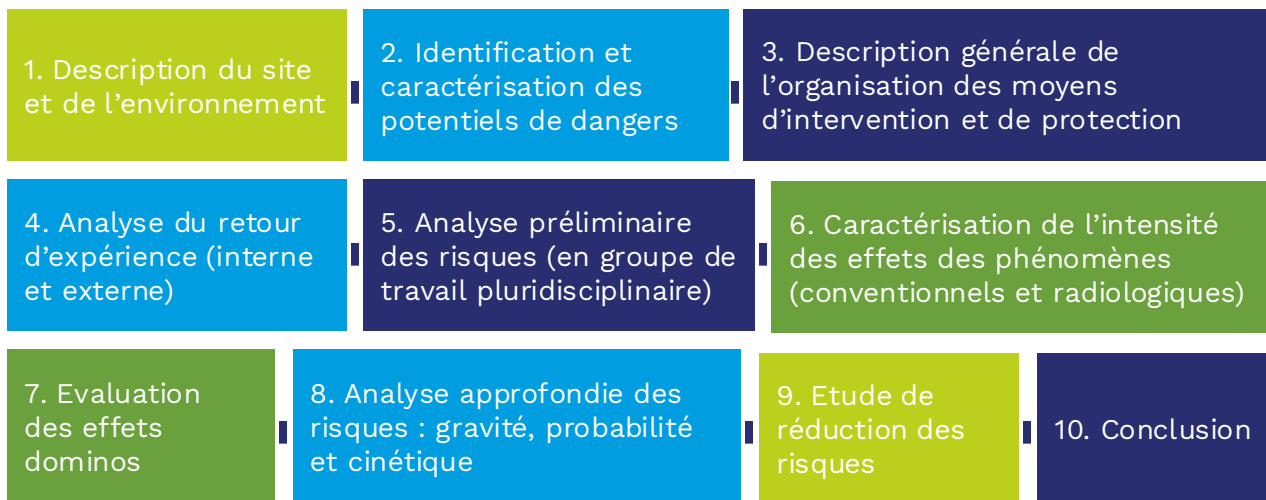 1. Description du site
et de l’environnement
2. Identification et
caractérisation des
potentiels de dangers
3. Description générale de
l’organisation des moyens
d’intervention et de protection
4. Analyse du retour
d’expérience (interne
et externe)
5. Analyse préliminaire
des risques (en groupe de
travail pluridisciplinaire)
6. Caractérisation de l’intensité
des effets des phénomènes
(conventionnels et radiologiques)
7. Evaluation
des effets
dominos
8. Analyse approfondie des
risques : gravité, probabilité
et cinétique
9. Etude de
réduction des
risques
10. Conclusion